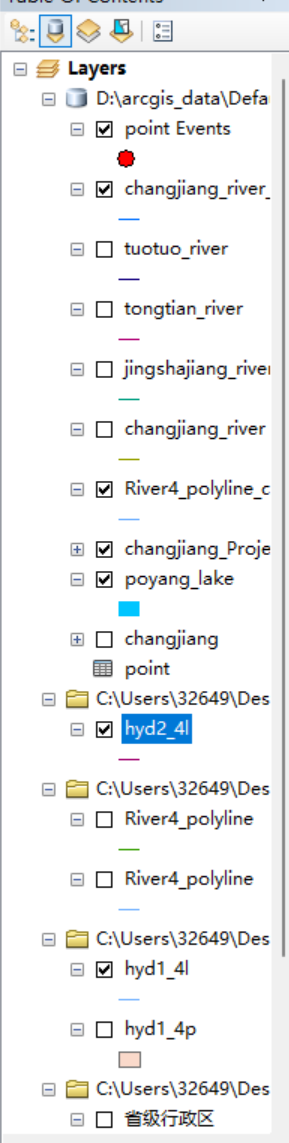 Table Of Contents
Layers
D:\arcgis_data\Defa
point Events
changjiang_river_
tuotuo_river
tongtian_river
jingshajiang_river
changjiang_river
River4_polyline_c
changjiang_Proje
poyang_lake
changjiang
point
C:\Users\32649\Des
hyd2_4l
C:\Users\32649\Des
River4_polyline
River4_polyline
C:\Users\32649\Des
hyd1_4l
hyd1_4p
C:\Users\32649\Des
省级行政区